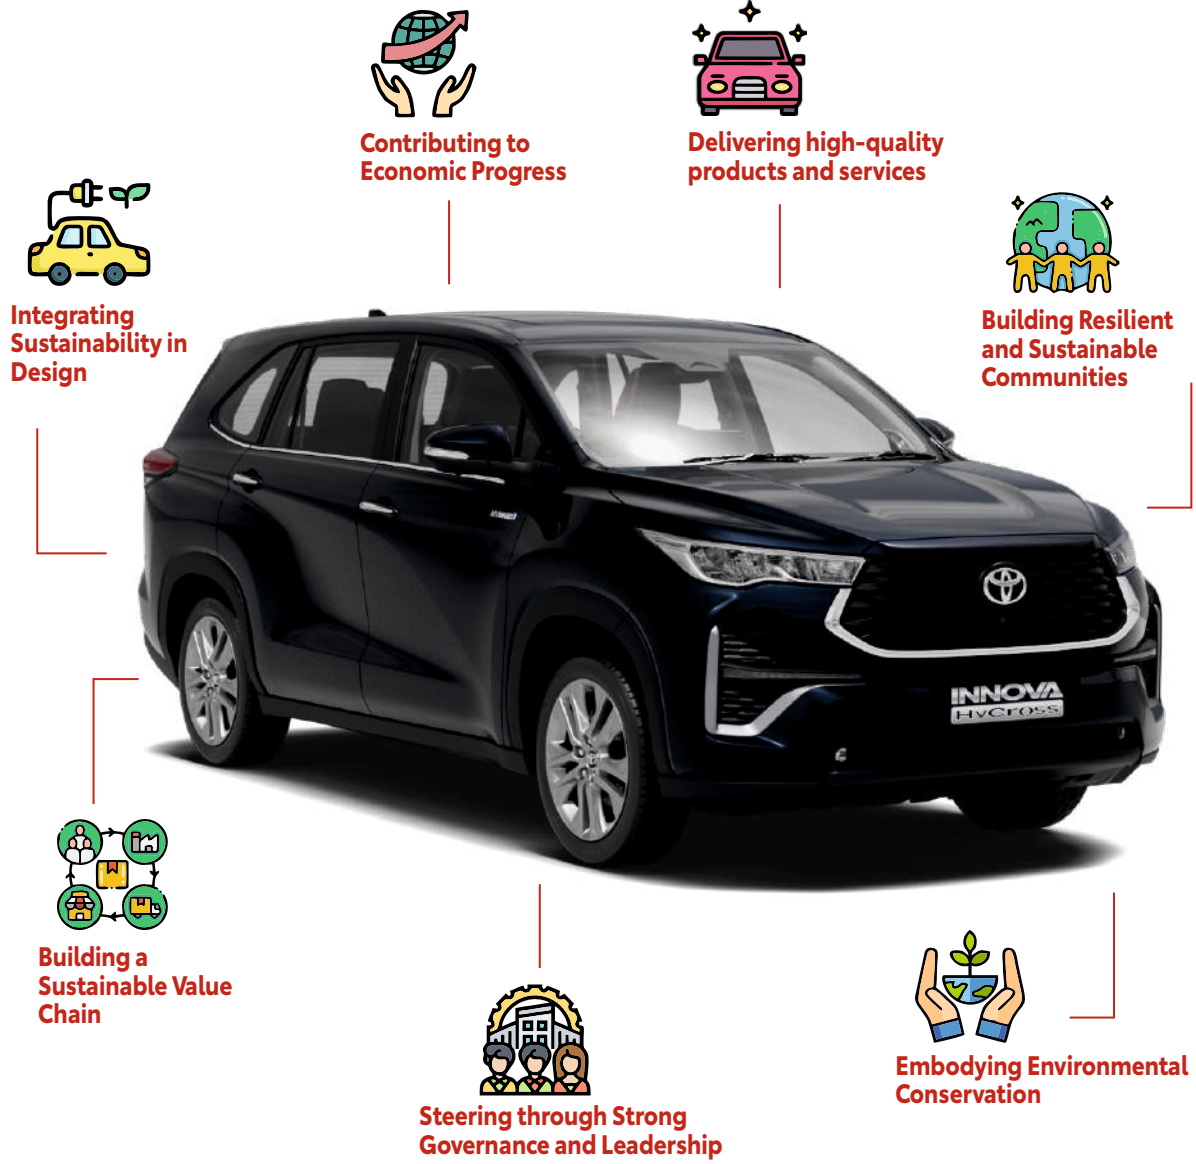 Contributing to
Economic Progress
Delivering high-quality
products and services
Integrating
Sustainability in
Design
Building Resilient
and Sustainable
Communities
HYBRID
INNOVA
HyCross
Building a
Sustainable Value
Chain
Steering through Strong
Governance and Leadership
Embodying Environmental
Conservation